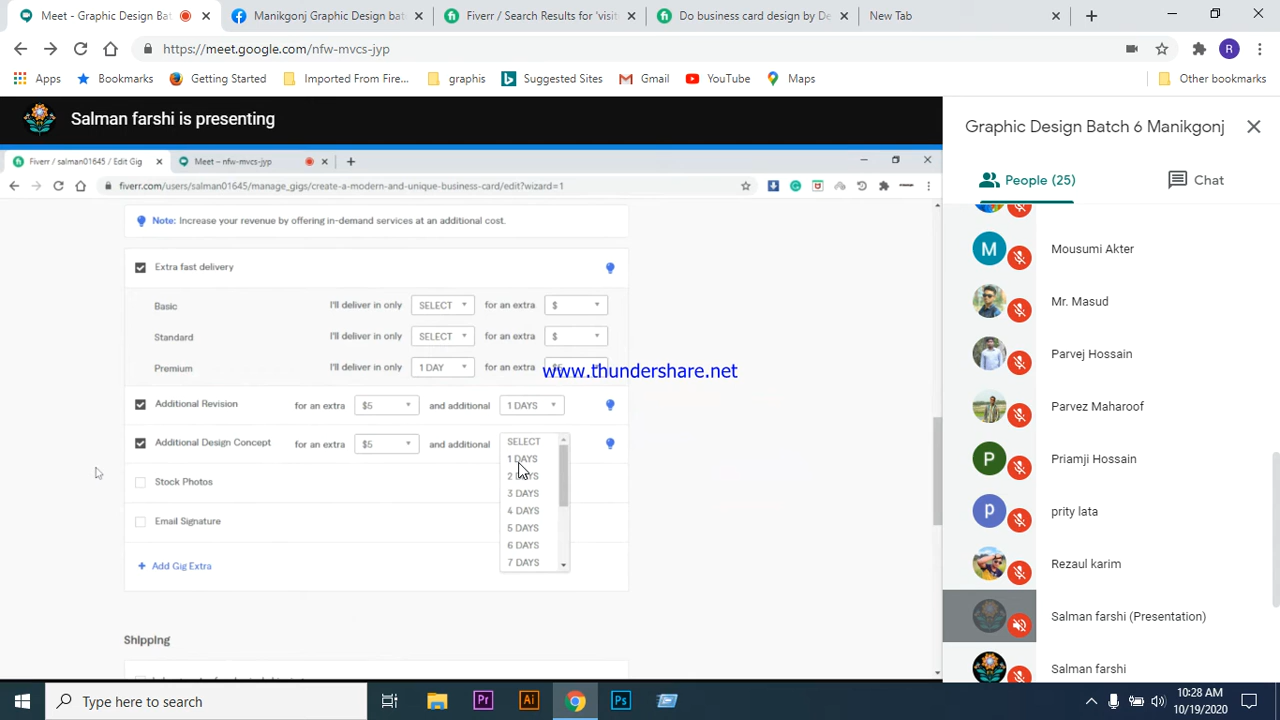 Meet - Graphic Design Batch
Manikgonj Graphic Design bat
Fiverr / Search Results for 'visit
Do business card design by De
New Tab
https://meet.google.com/nfw-mvcs-jyp
R
Apps
Bookmarks
Getting Started
Imported From Fire...
graphis
Suggested Sites
Gmail
YouTube
Maps
Other bookmarks
Salman farshi is presenting
Graphic Design Batch 6 Manikgonj
Fiverr / salman01645 / Edit Gig
Meet – nfw-mvcs-jyp
fiverr.com/users/salman01645/manage_gigs/create-a-modern-and-unique-business-card/edit?wizard=1
People (25)
Chat
Note: Increase your revenue by offering in-demand services at an additional cost.
Extra fast delivery
Basic I'll deliver in only SELECT for an extra $
Standard I'll deliver in only SELECT for an extra $
Premium I'll deliver in only 1 DAY for an extra
www.thundershare.net
Additional Revision for an extra $5 and additional 1 DAYS
Additional Design Concept for an extra $5 and additional
SELECT
1 DAYS
2 DAYS
3 DAYS
4 DAYS
5 DAYS
6 DAYS
7 DAYS
Stock Photos
Email Signature
+ Add Gig Extra
Shipping
M Mousumi Akter
Mr. Masud
Parvej Hossain
Parvez Maharoof
P Priamji Hossain
p prity lata
Rezaul karim
Salman farshi (Presentation)
Salman farshi
Type here to search
Pr
Ai
Ps
10:28 AM
10/19/2020